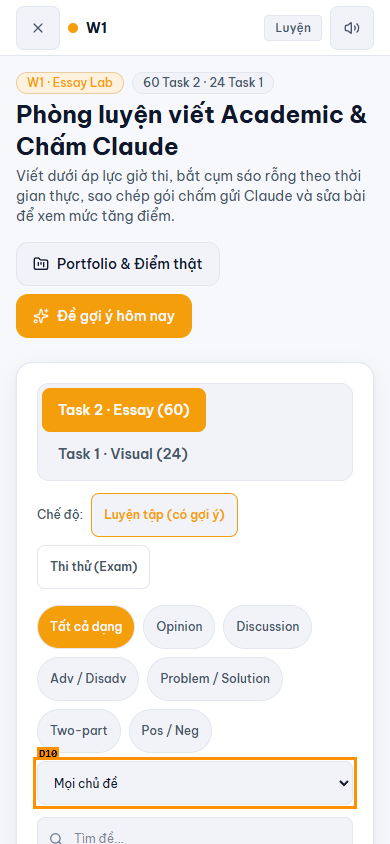 W1
Luyện
W1 · Essay Lab
60 Task 2 · 24 Task 1
Phòng luyện viết Academic &
Chấm Claude
Viết dưới áp lực giờ thi, bắt cụm sáo rỗng theo thời
gian thực, sao chép gói chấm gửi Claude và sửa bài
để xem mức tăng điểm.
Portfolio & Điểm thật
Đề gợi ý hôm nay
Task 2 · Essay (60)
Task 1 · Visual (24)
Chế độ:
Luyện tập (có gợi ý)
Thi thử (Exam)
Tất cả dạng
Opinion
Discussion
Adv / Disadv
Problem / Solution
Two-part
Pos / Neg
D10
Mọi chủ đề
Tìm đề...